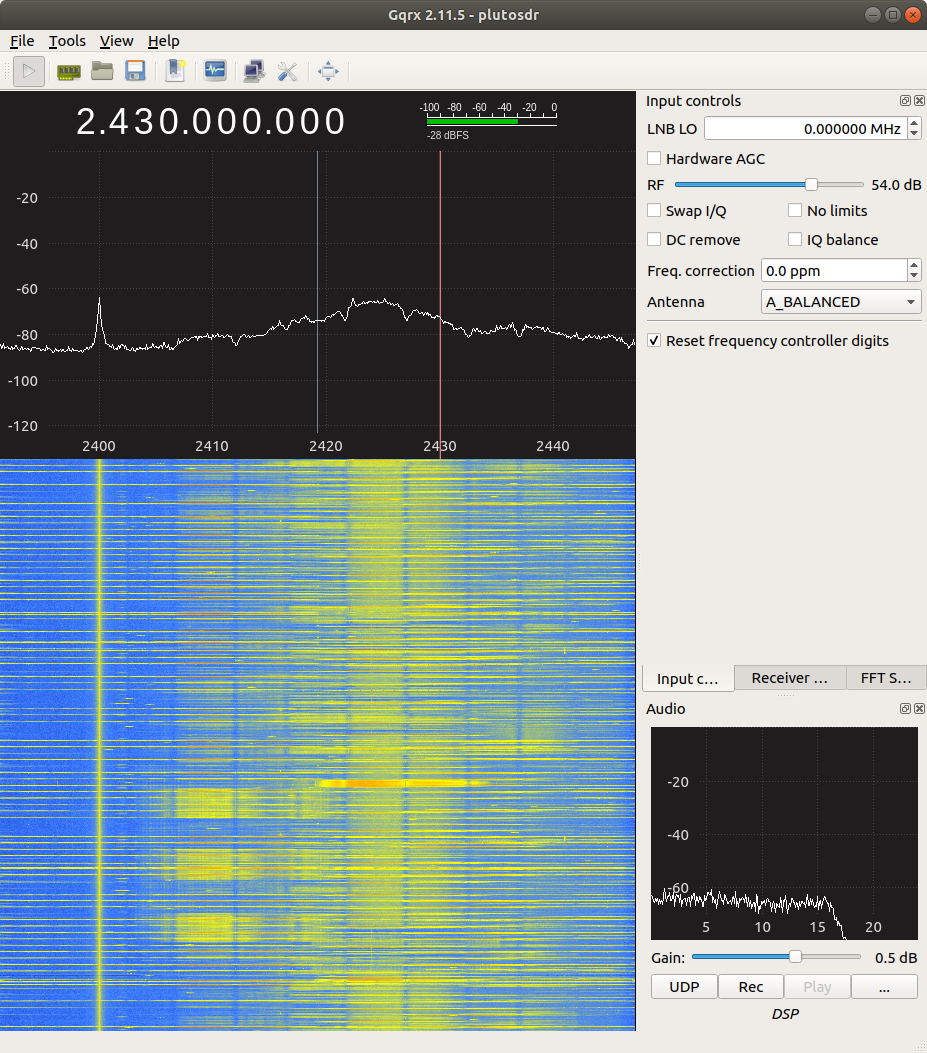 Gqrx 2.11.5 - plutosdr
File Tools View Help
2.430.000.000
-100 -80 -60 -40 -20 0
-28 dBFS
-20
-40
-60
-80
-100
-120
2400 2410 2420 2430 2440
Input controls
LNB LO 0.000000 MHz
Hardware AGC
RF 54.0 dB
Swap I/Q No limits
DC remove IQ balance
Freq. correction 0.0 ppm
Antenna A_BALANCED
Reset frequency controller digits
Input c... Receiver ... FFT S...
Audio
-20
-40
-60
5 10 15 20
Gain: 0.5 dB
UDP Rec Play ...
DSP